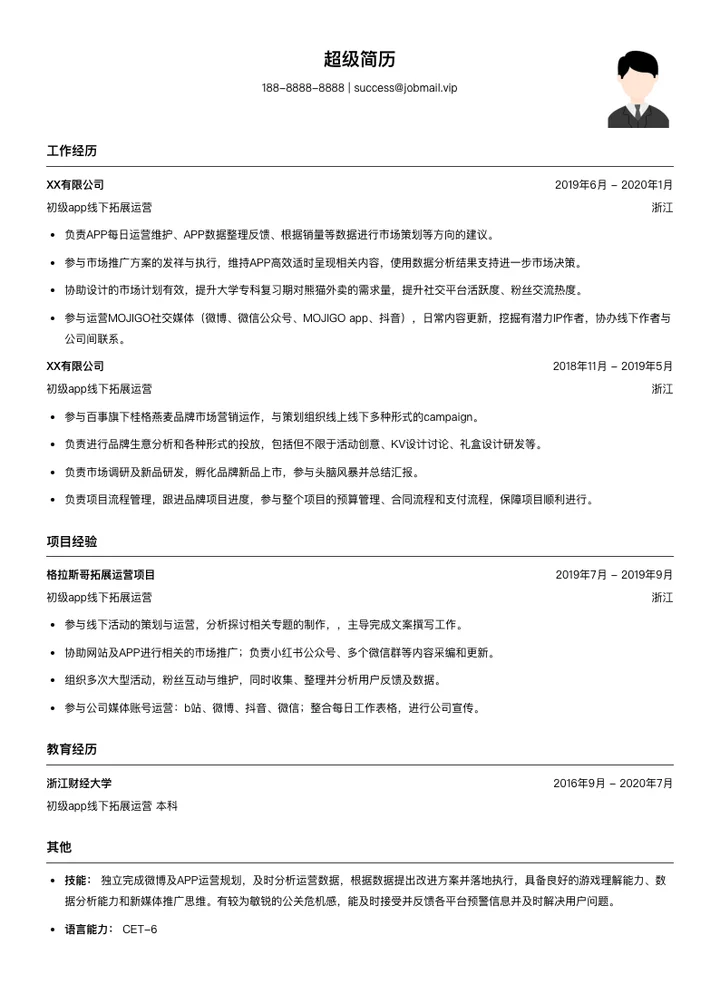 超级简历
188-8888-8888 | success@jobmail.vip
工作经历
XX有限公司 2019年6月 – 2020年1月
初级app线下拓展运营 浙江
• 负责APP每日运营维护、APP数据整理反馈、根据销量等数据进行市场策划等方向的建议。
• 参与市场推广方案的发祥与执行，维持APP高效适时呈现相关内容，使用数据分析结果支持进一步市场决策。
• 协助设计的市场计划有效，提升大学专科复习期对熊猫外卖的需求量，提升社交平台活跃度、粉丝交流热度。
• 参与运营MOJIGO社交媒体（微博、微信公众号、MOJIGO app、抖音），日常内容更新，挖掘有潜力IP作者，协办线下作者与
公司间联系。
XX有限公司 2018年11月 – 2019年5月
初级app线下拓展运营 浙江
• 参与百事旗下桂格燕麦品牌市场营销运作，与策划组织线上线下多种形式的campaign。
• 负责进行品牌生意分析和各种形式的投放，包括但不限于活动创意、KV设计讨论、礼盒设计研发等。
• 负责市场调研及新品研发，孵化品牌新品上市，参与头脑风暴并总结汇报。
• 负责项目流程管理，跟进品牌项目进度，参与整个项目的预算管理、合同流程和支付流程，保障项目顺利进行。
项目经验
格拉斯哥拓展运营项目 2019年7月 – 2019年9月
初级app线下拓展运营 浙江
• 参与线下活动的策划与运营，分析探讨相关专题的制作，，主导完成文案撰写工作。
• 协助网站及APP进行相关的市场推广；负责小红书公众号、多个微信群等内容采编和更新。
• 组织多次大型活动，粉丝互动与维护，同时收集、整理并分析用户反馈及数据。
• 参与公司媒体账号运营：b站、微博、抖音、微信；整合每日工作表格，进行公司宣传。
教育经历
浙江财经大学 2016年9月 – 2020年7月
初级app线下拓展运营 本科
其他
• 技能： 独立完成微博及APP运营规划，及时分析运营数据，根据数据提出改进方案并落地执行，具备良好的游戏理解能力、数
据分析能力和新媒体推广思维。有较为敏锐的公关危机感，能及时接受并反馈各平台预警信息并及时解决用户问题。
• 语言能力： CET-6